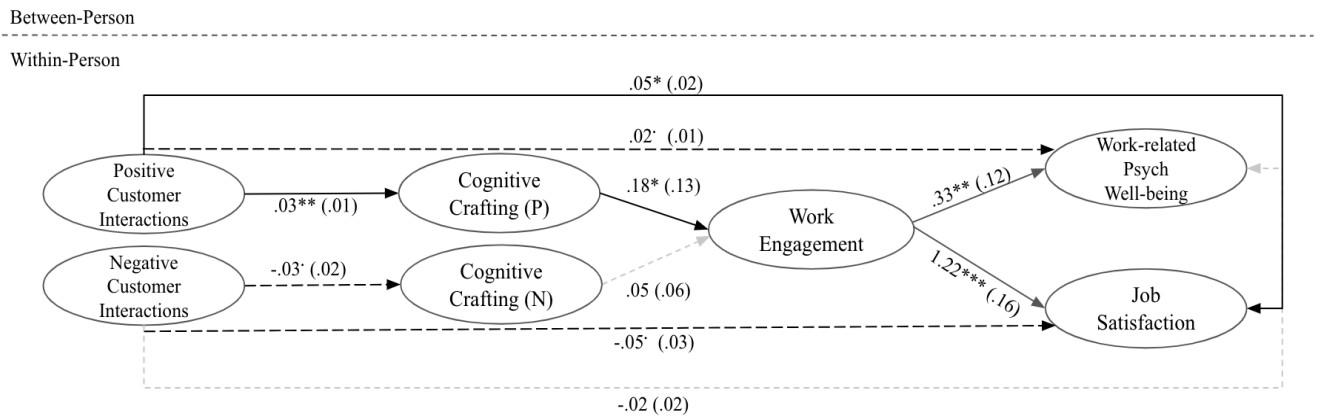 Between-Person
Within-Person
.05* (.02)
.02˙ (.01)
Positive
Customer
Interactions
.03** (.01)
Cognitive
Crafting (P)
.18* (.13)
Work
Engagement
.33** (.12)
Work-related
Psych
Well-being
Negative
Customer
Interactions
-.03˙ (.02)
Cognitive
Crafting (N)
.05 (.06)
1.22*** (.16)
Job
Satisfaction
-.05˙ (.03)
-.02 (.02)